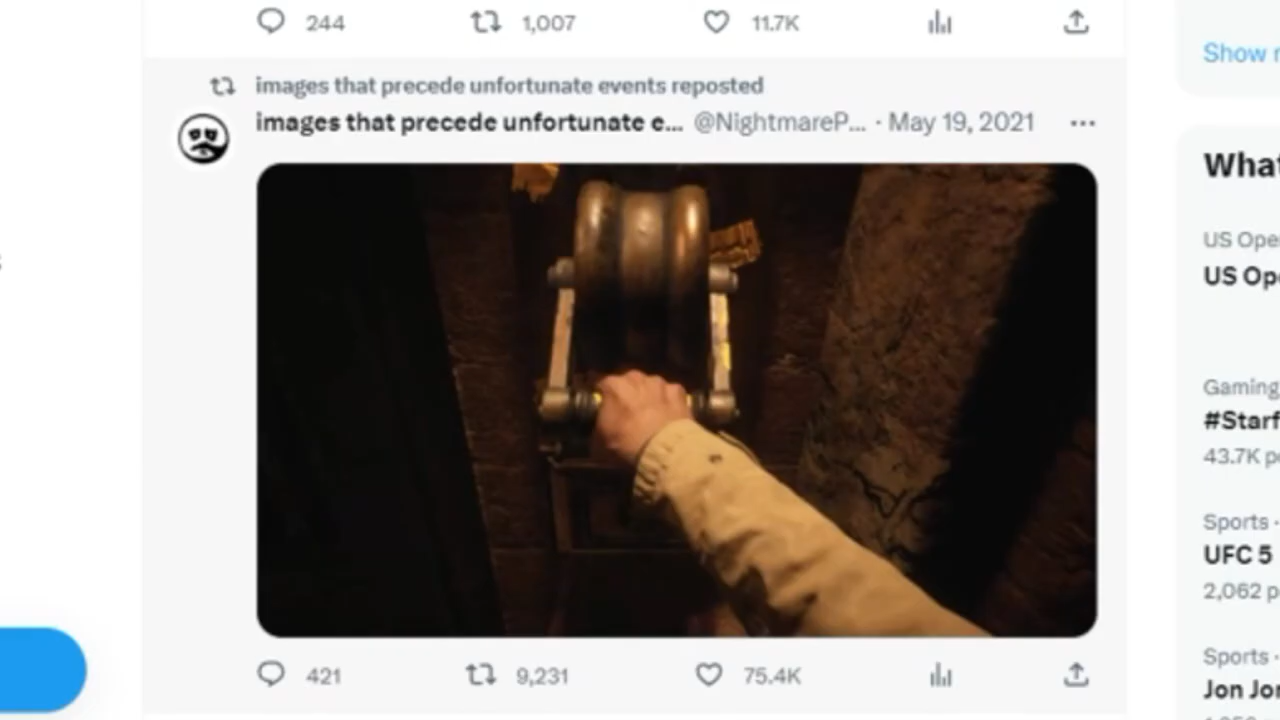 244 1,007 11.7K
Show
images that precede unfortunate events reposted
images that precede unfortunate e... @NightmareP... · May 19, 2021
What
US Ope
US Op
Gaming
#Starf
43.7K p
Sports ·
UFC 5
2,062 p
Sports ·
Jon Jo
421 9,231 75.4K